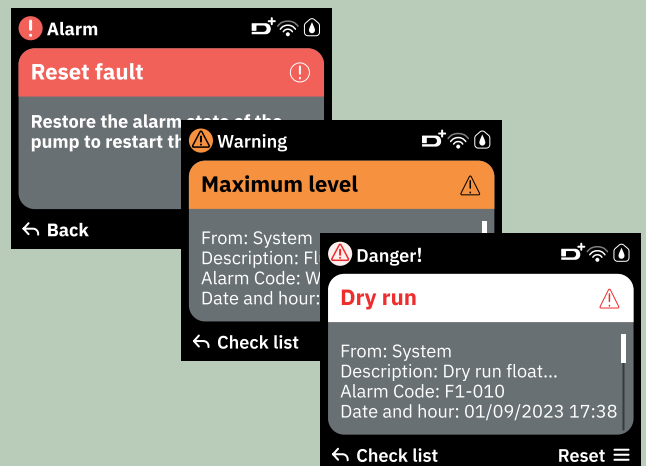 Alarm
Reset fault
Restore the alarm state of the
pump to restart
Back
Warning
Maximum level
From: System
Description:
Alarm Code:
Date and hour:
Check list
Danger!
Dry run
From: System
Description: Dry run float...
Alarm Code: F1-010
Date and hour: 01/09/2023 17:38
Check list
Reset